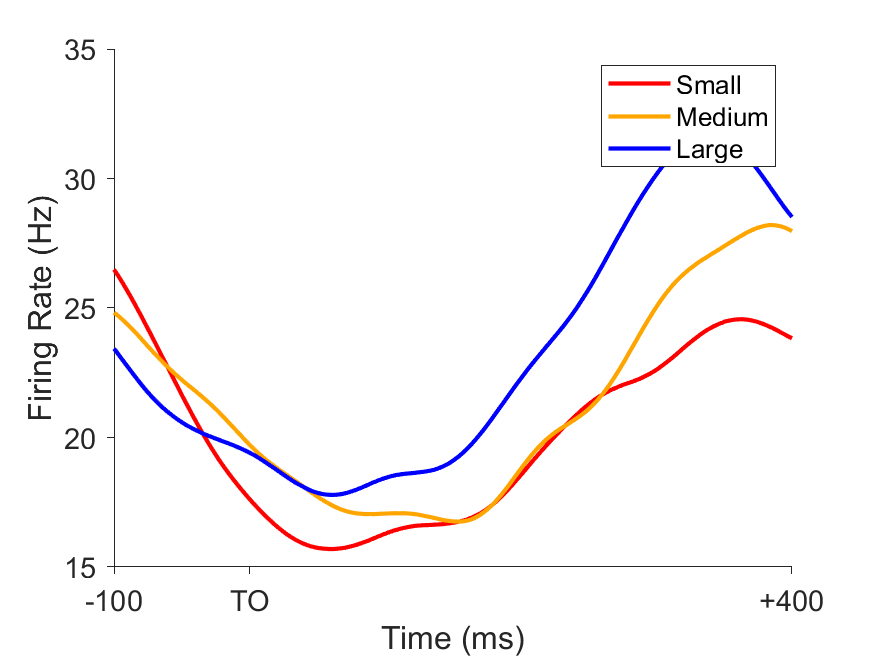 35
30
25
20
15
Firing Rate (Hz)
Small
Medium
Large
-100
TO
+400
Time (ms)